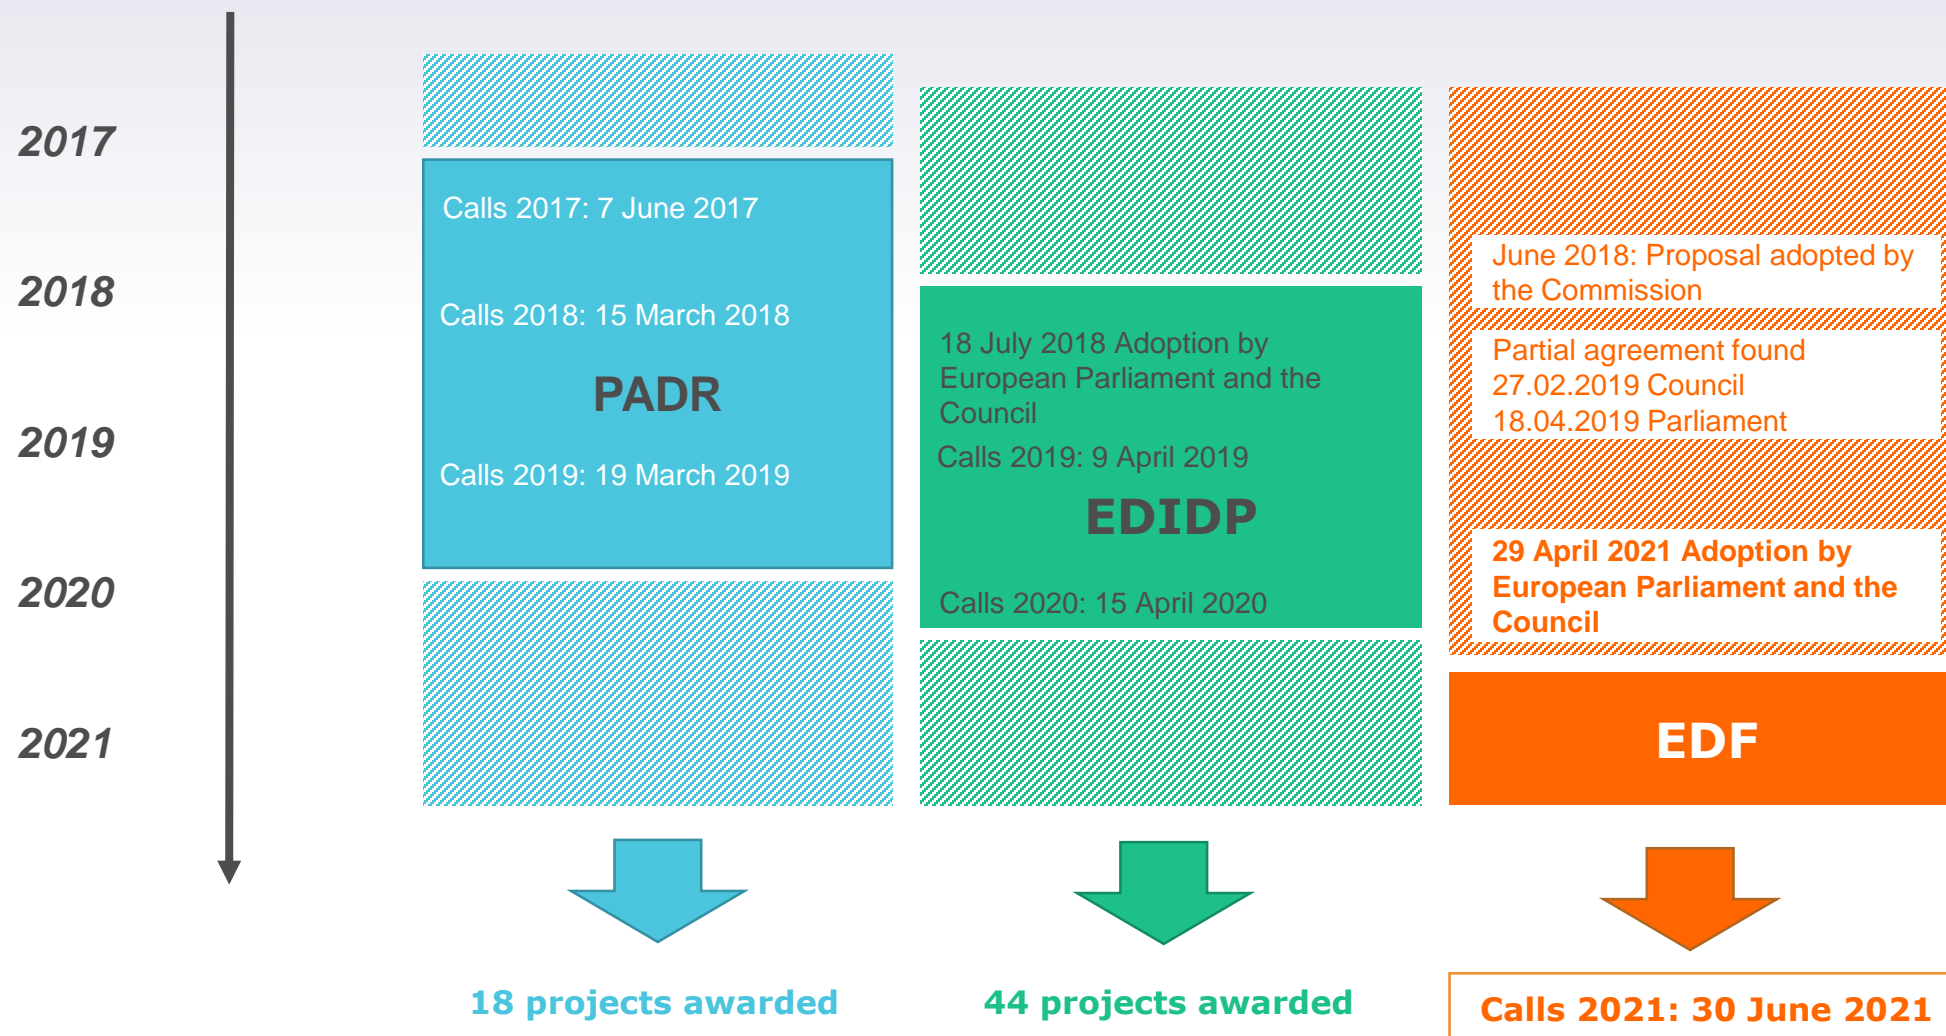 2017
2018
2019
2020
2021
Calls 2017: 7 June 2017
Calls 2018: 15 March 2018
PADR
Calls 2019: 19 March 2019
18 projects awarded
18 July 2018 Adoption by
European Parliament and the
Council
Calls 2019: 9 April 2019
EDIDP
Calls 2020: 15 April 2020
44 projects awarded
June 2018: Proposal adopted by
the Commission
Partial agreement found
27.02.2019 Council
18.04.2019 Parliament
29 April 2021 Adoption by
European Parliament and the
Council
EDF
Calls 2021: 30 June 2021